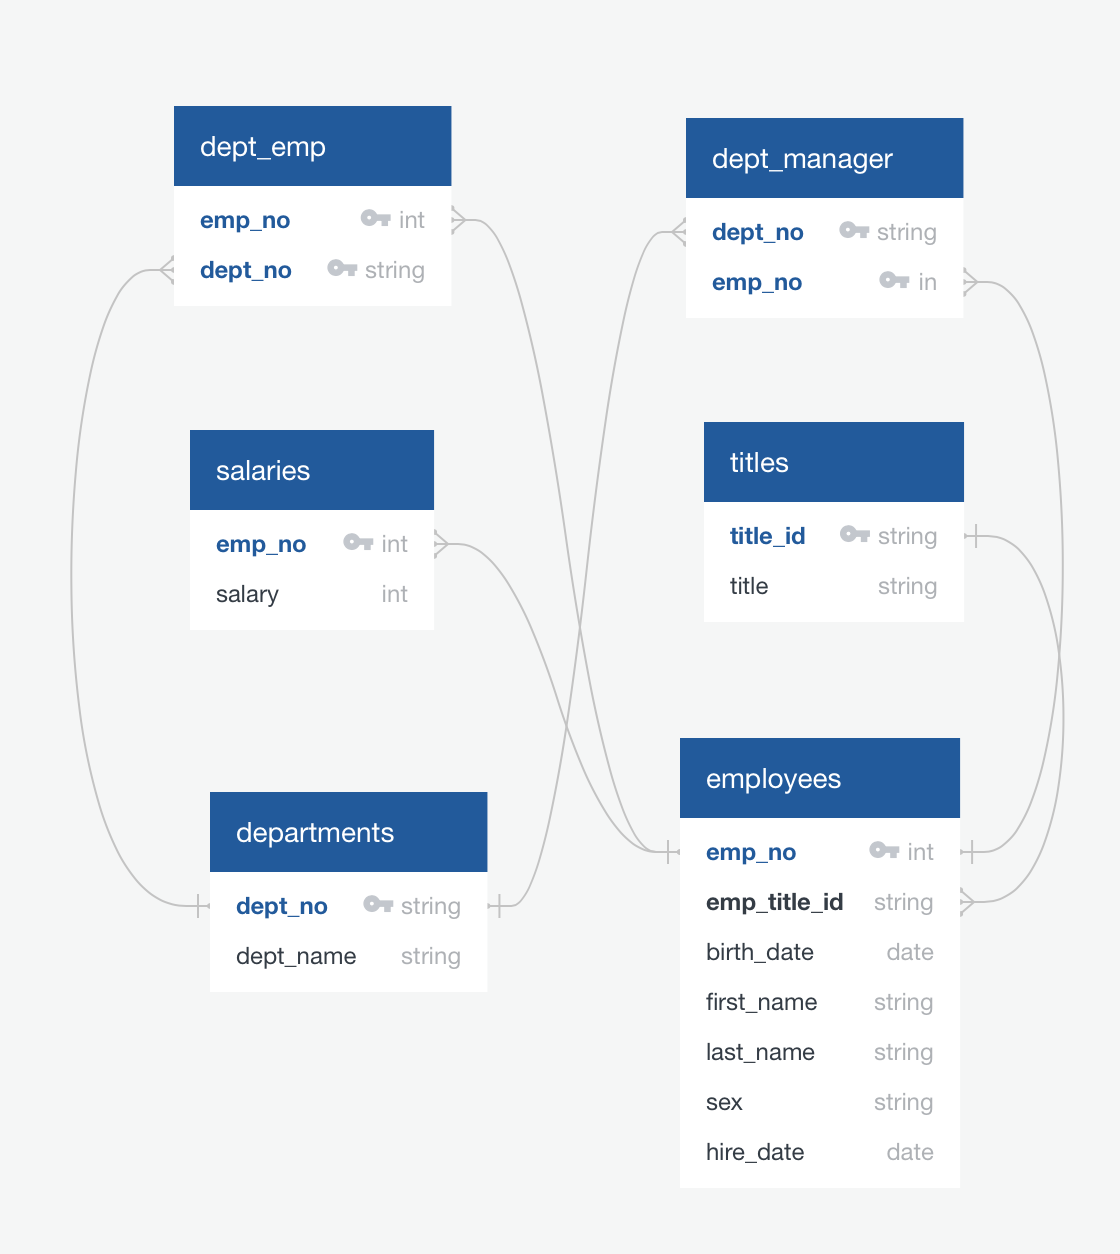 dept_emp
emp_no int
dept_no string
dept_manager
dept_no string
emp_no in
salaries
emp_no int
salary int
titles
title_id string
title string
departments
dept_no string
dept_name string
employees
emp_no int
emp_title_id string
birth_date date
first_name string
last_name string
sex string
hire_date date